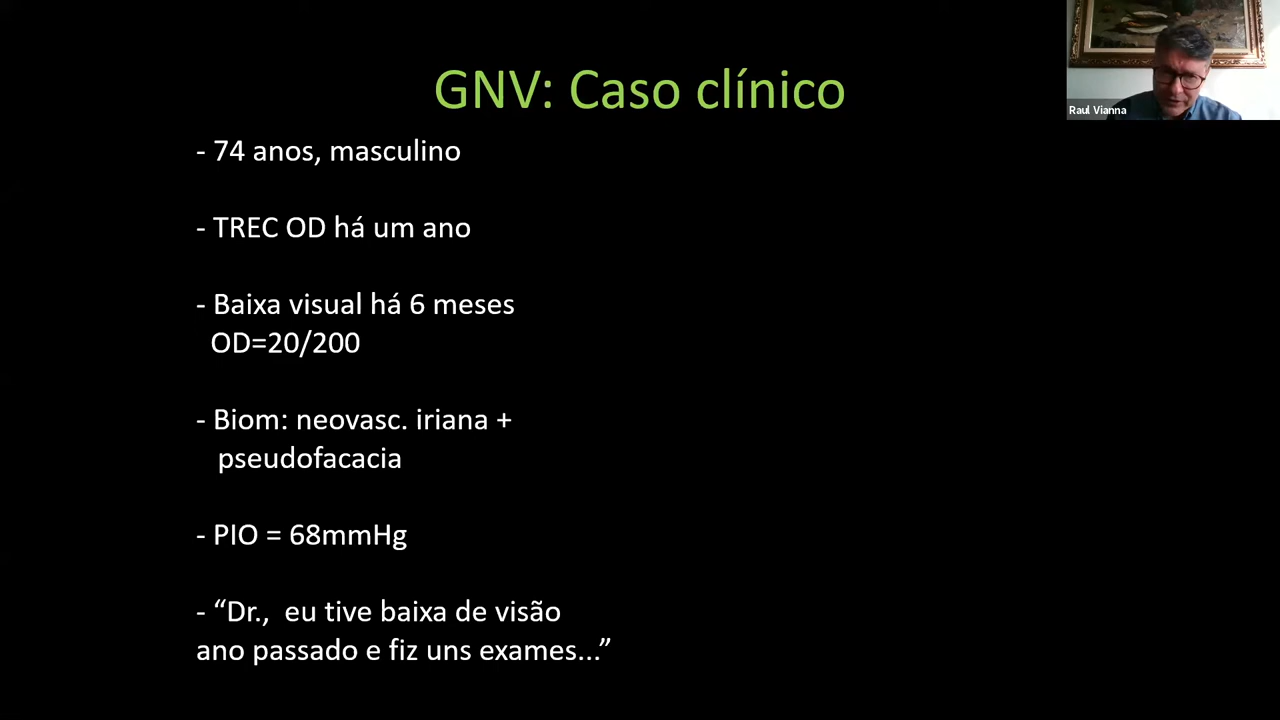 GNV: Caso clínico
Raul Vianna
- 74 anos, masculino
- TREC OD há um ano
- Baixa visual há 6 meses
OD=20/200
- Biom: neovasc. iriana +
pseudofacacia
- PIO = 68mmHg
- “Dr.,  eu tive baixa de visão
ano passado e fiz uns exames...”